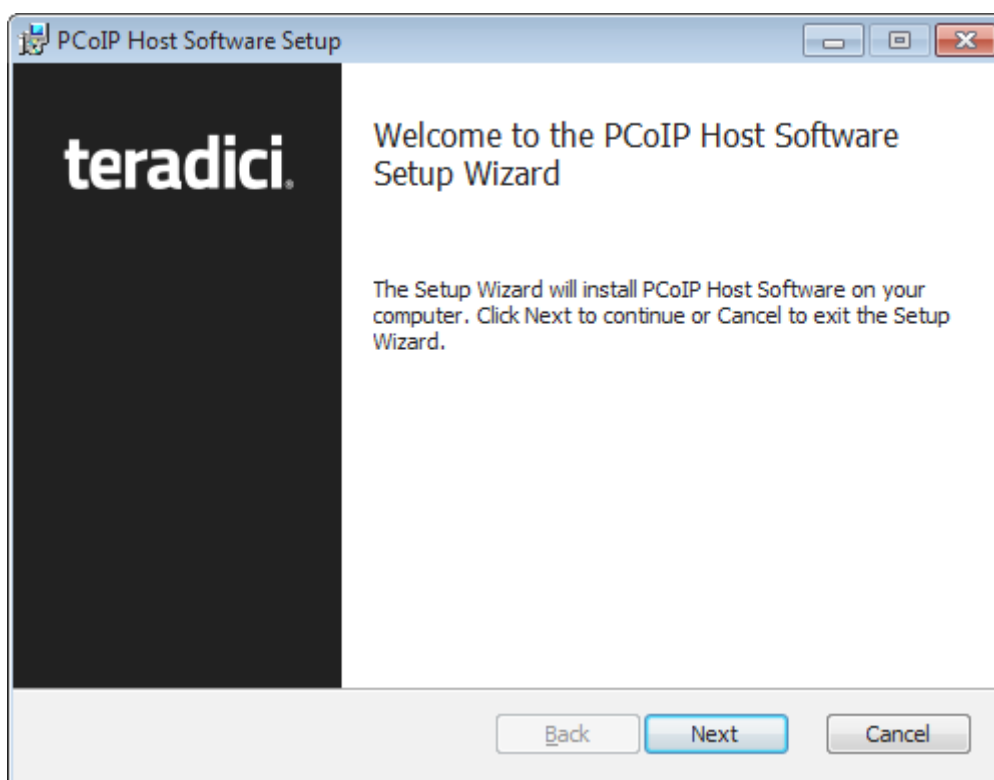 PCoIP Host Software Setup
teradici.
Welcome to the PCoIP Host Software
Setup Wizard
The Setup Wizard will install PCoIP Host Software on your
computer. Click Next to continue or Cancel to exit the Setup
Wizard.
Back
Next
Cancel